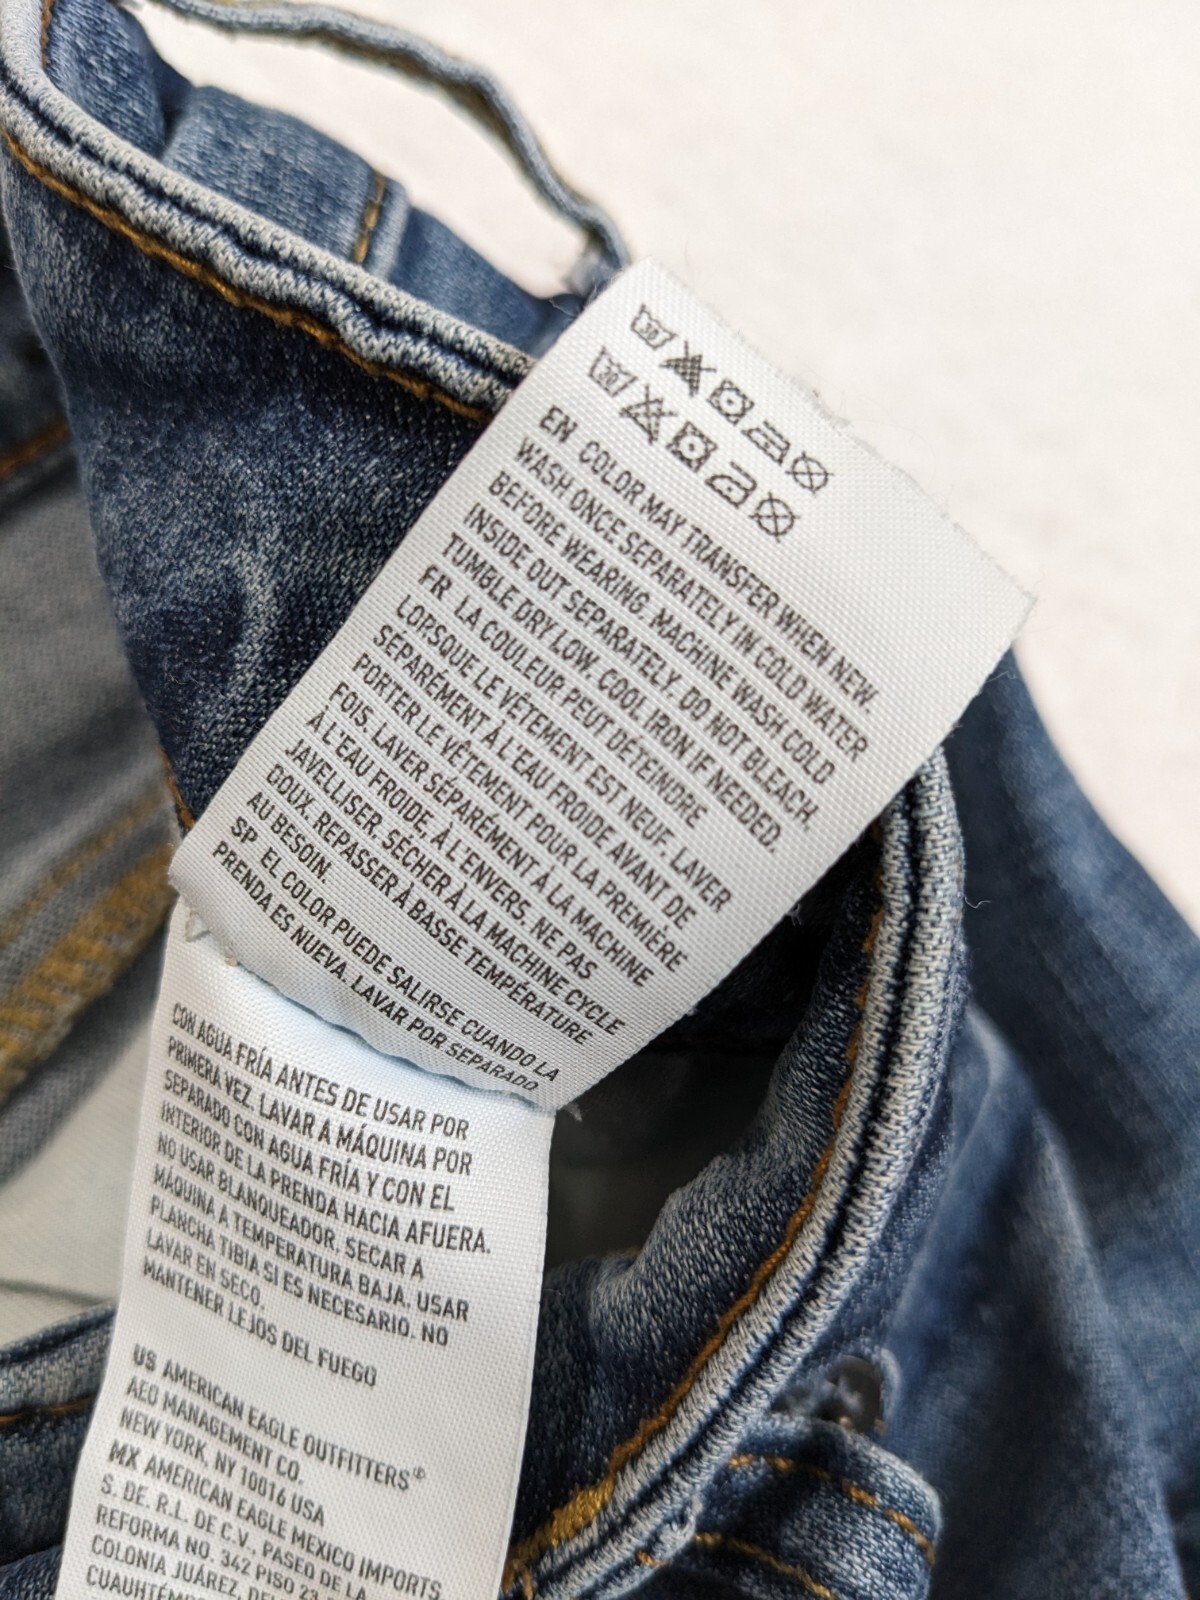 30
30
EN COLOR MAY TRANSFER WHEN NEW.
WASH ONCE SEPARATELY IN COLD WATER
BEFORE WEARING. MACHINE WASH COLD
INSIDE OUT SEPARATELY. DO NOT BLEACH.
TUMBLE DRY LOW. COOL IRON IF NEEDED.
FR LA COULEUR PEUT DÉTEINDRE
LORSQUE LE VÊTEMENT EST NEUF. LAVER
SÉPARÉMENT À L'EAU FROIDE AVANT DE
PORTER LE VÊTEMENT POUR LA PREMIÈRE
FOIS. LAVER SÉPARÉMENT À LA MACHINE
À L'EAU FROIDE, À L'ENVERS. NE PAS
JAVELLISER. SÉCHER À LA MACHINE CYCLE
DOUX. REPASSER À BASSE TEMPÉRATURE
AU BESOIN.
SP EL COLOR PUEDE SALIRSE CUANDO LA
PRENDA ES NUEVA. LAVAR POR SEPARADO
CON AGUA FRÍA ANTES DE USAR POR
PRIMERA VEZ. LAVAR A MÁQUINA POR
SEPARADO CON AGUA FRÍA Y CON EL
INTERIOR DE LA PRENDA HACIA AFUERA.
NO USAR BLANQUEADOR. SECAR A
MÁQUINA A TEMPERATURA BAJA. USAR
PLANCHA TIBIA SI ES NECESARIO. NO
LAVAR EN SECO.
MANTENER LEJOS DEL FUEGO
US AMERICAN EAGLE OUTFITTERS®
AEO MANAGEMENT CO.
NEW YORK, NY 10016 USA
MX AMERICAN EAGLE MEXICO IMPORTS
S. DE. R.L. DE C.V., PASEO DE LA
REFORMA NO. 342 PISO 23
COLONIA JUÁREZ,